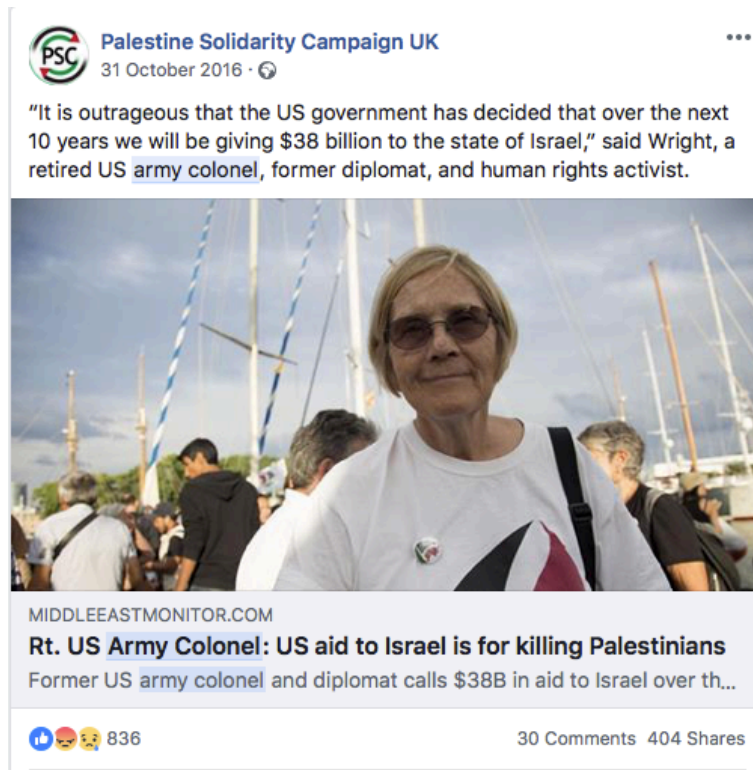 PSC
Palestine Solidarity Campaign UK
31 October 2016 ·
“It is outrageous that the US government has decided that over the next
10 years we will be giving $38 billion to the state of Israel,” said Wright, a
retired US army colonel, former diplomat, and human rights activist.
MIDDLEEASTMONITOR.COM
Rt. US Army Colonel: US aid to Israel is for killing Palestinians
Former US army colonel and diplomat calls $38B in aid to Israel over th...
836
30 Comments 404 Shares